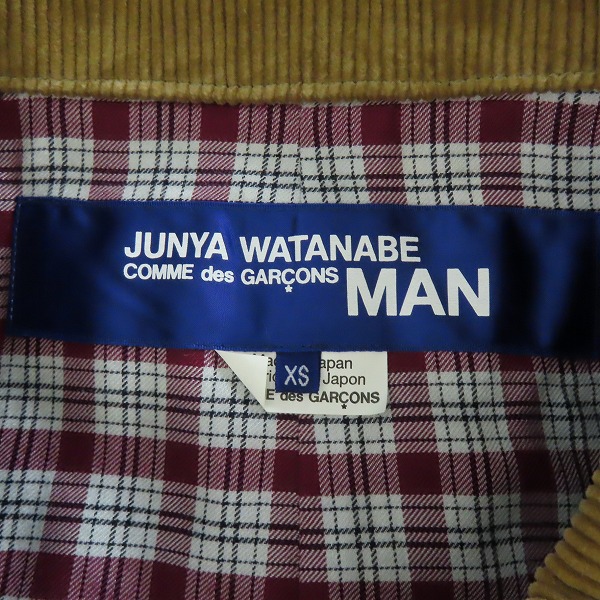 JUNYA WATANABE
COMME des GARÇONS MAN
XS
Japan
Japon
des GARÇONS